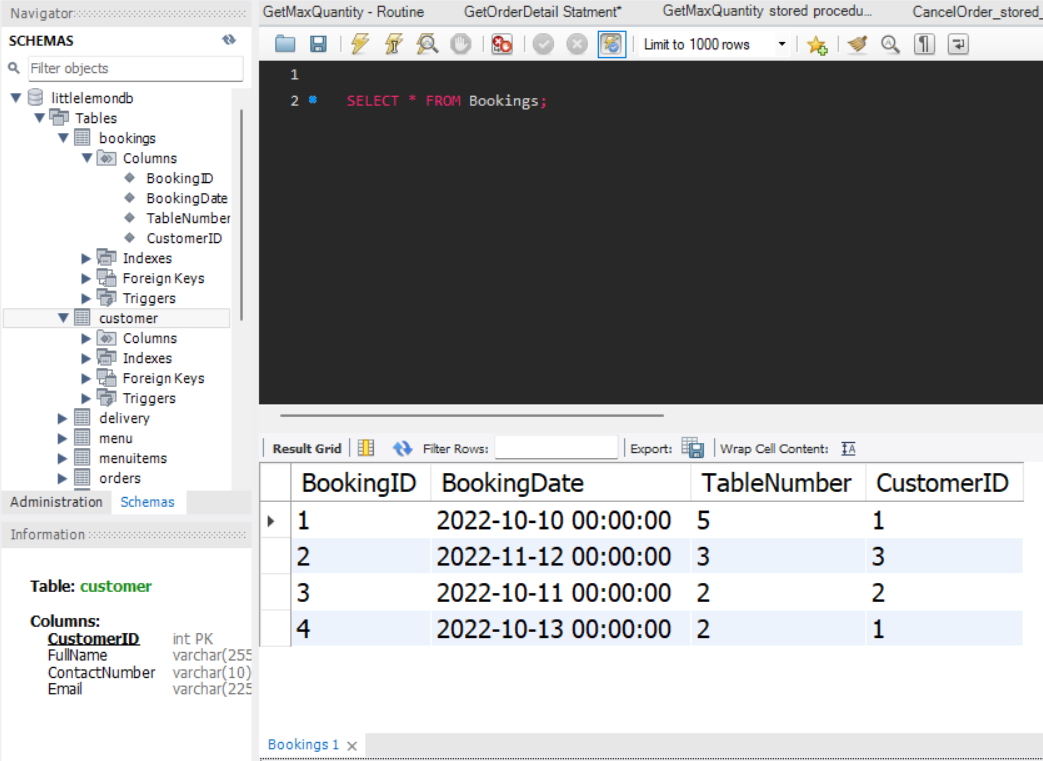 Navigator
SCHEMAS
Filter objects
littlelemondb
Tables
bookings
Columns
BookingID
BookingDate
TableNumber
CustomerID
Indexes
Foreign Keys
Triggers
customer
Columns
Indexes
Foreign Keys
Triggers
delivery
menu
menuitems
orders
Administration Schemas
Information
Table: customer
Columns:
CustomerID int PK
FullName varchar(255
ContactNumber varchar(10)
Email varchar(225
GetMaxQuantity - Routine GetOrderDetail Statment* GetMaxQuantity stored procedu... CancelOrder_stored_
Limit to 1000 rows
1
2 SELECT * FROM Bookings;
Result Grid Filter Rows: Export: Wrap Cell Content:
BookingID BookingDate TableNumber CustomerID
1 2022-10-10 00:00:00 5 1
2 2022-11-12 00:00:00 3 3
3 2022-10-11 00:00:00 2 2
4 2022-10-13 00:00:00 2 1
Bookings 1